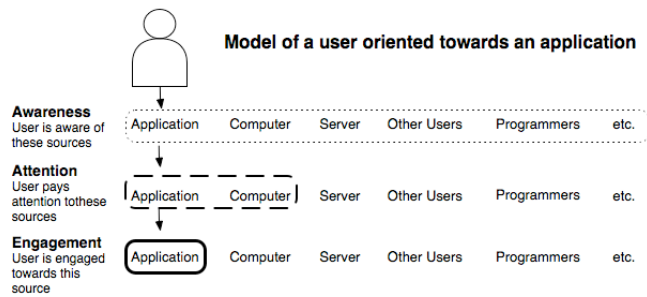 Model of a user oriented towards an application
Awareness
User is aware of
these sources
Application Computer Server Other Users Programmers etc.
Attention
User pays
attention tothese
sources
Application Computer Server Other Users Programmers etc.
Engagement
User is engaged
towards this
source
Application Computer Server Other Users Programmers etc.